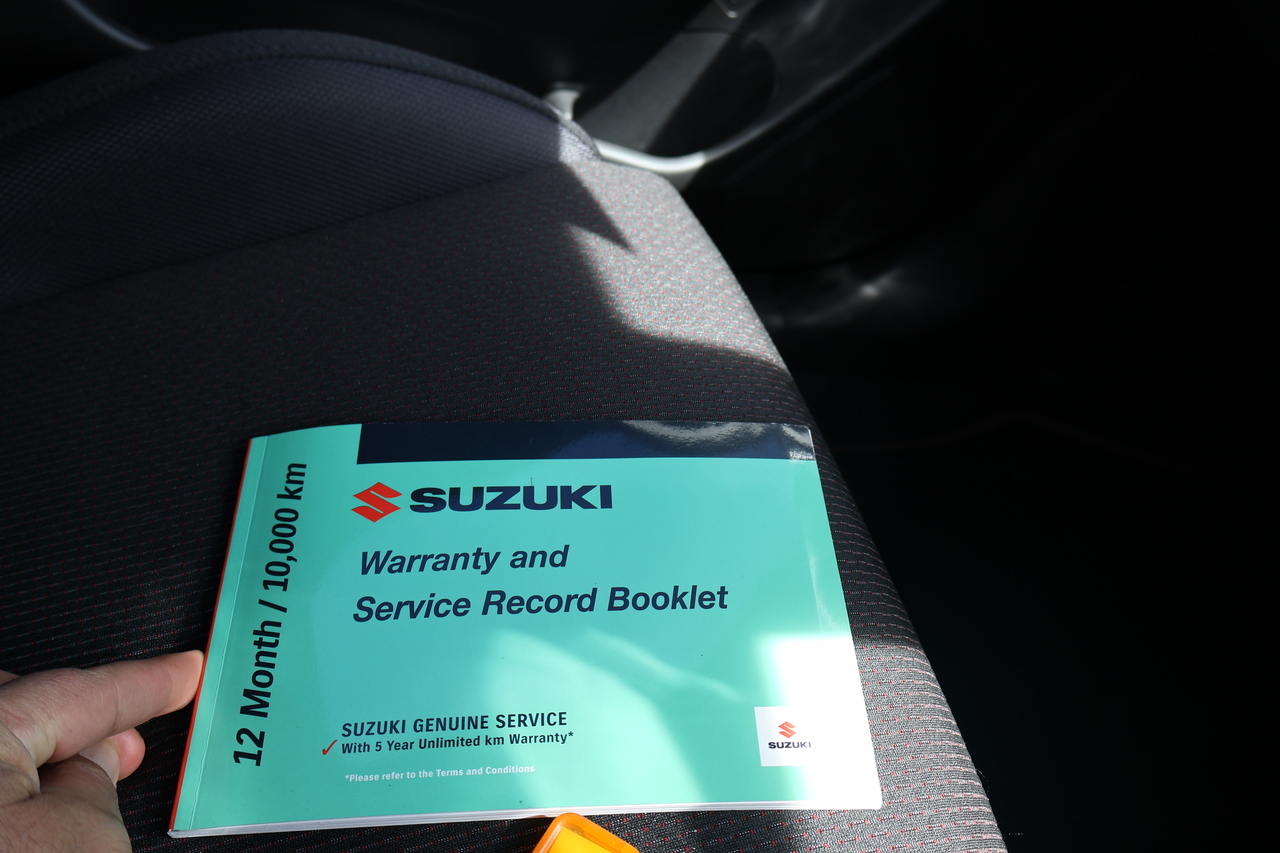 12 Month / 10,000 km
SUZUKI
Warranty and
Service Record Booklet
SUZUKI GENUINE SERVICE
With 5 Year Unlimited km Warranty*
*Please refer to the Terms and Conditions
SUZUKI